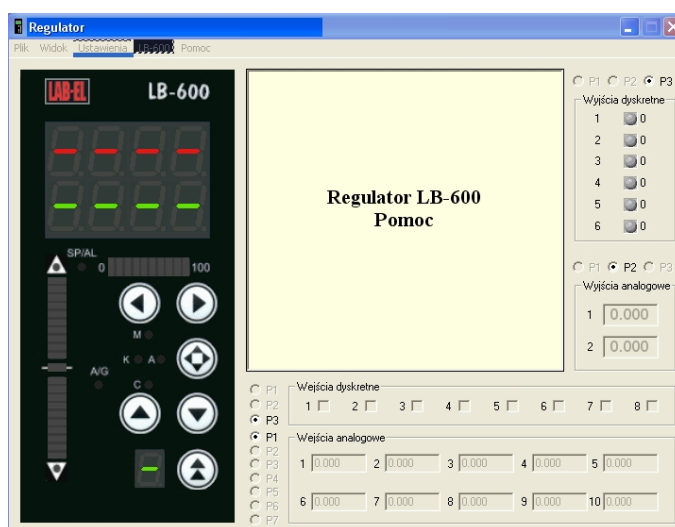 Regulator
Plik Widok Ustawienia LB-600 Pomoc
LAB-EL LB-600
SP/AL
0 100
M
K A
A/G
C
Regulator LB-600
Pomoc
P1 P2 P3
Wyjścia dyskretne
1 0
2 0
3 0
4 0
5 0
6 0
P1 P2 P3
Wyjścia analogowe
1 0.000
2 0.000
P1
P2
P3
Wejścia dyskretne
1 2 3 4 5 6 7 8
P1
P2
P3
P4
P5
P6
P7
Wejścia analogowe
1 0.000 2 0.000 3 0.000 4 0.000 5 0.000
6 0.000 7 0.000 8 0.000 9 0.000 10 0.000